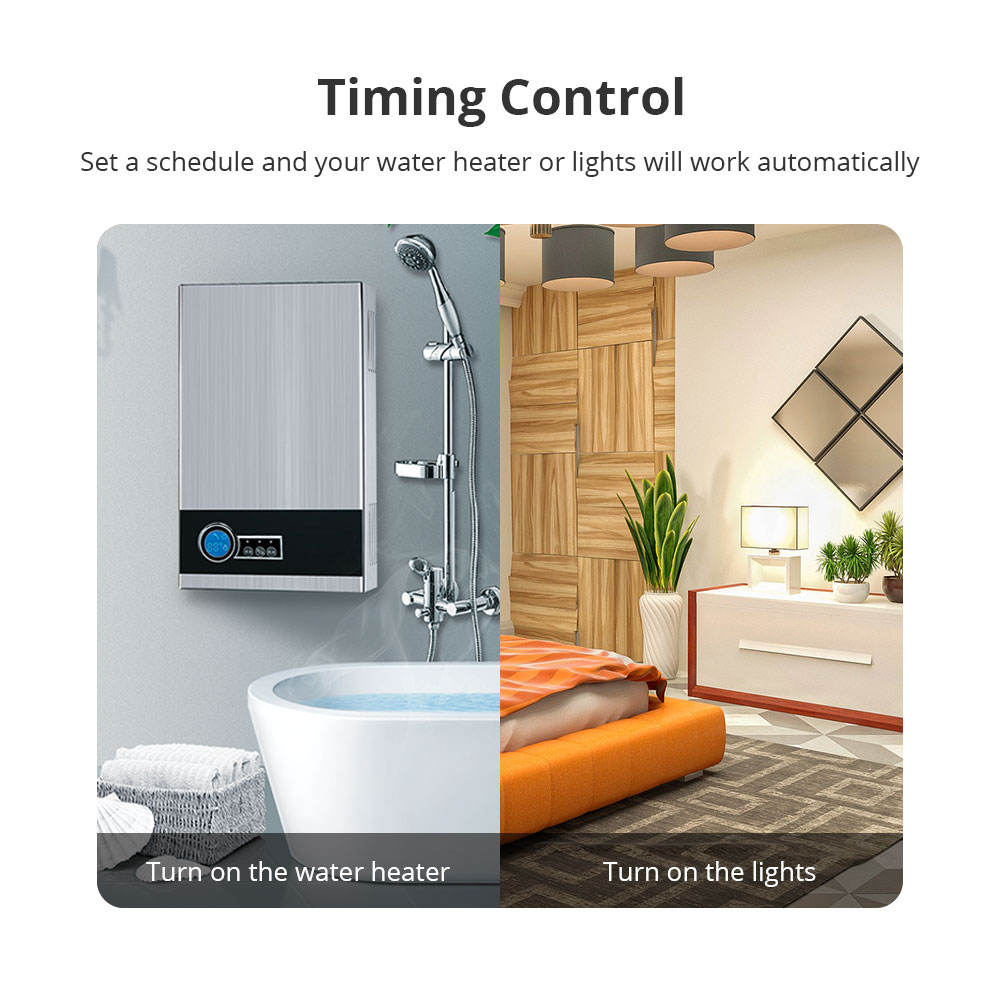 Timing Control
Set a schedule and your water heater or lights will work automatically
Turn on the water heater
Turn on the lights